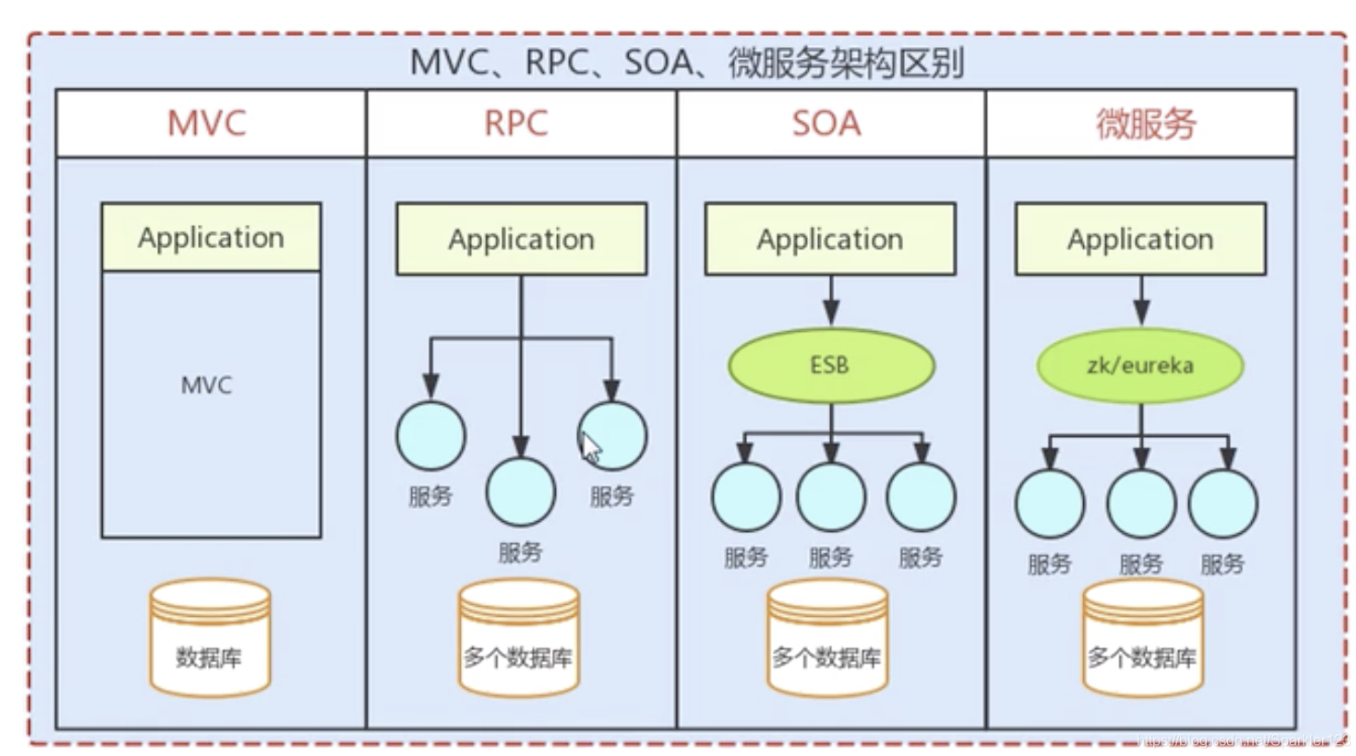 MVC、RPC、SOA、微服务架构区别
MVC
RPC
SOA
微服务
Application
Application
Application
Application
MVC
ESB
zk/eureka
服务
服务
服务
服务
服务
服务
服务
服务
服务
数据库
多个数据库
多个数据库
多个数据库